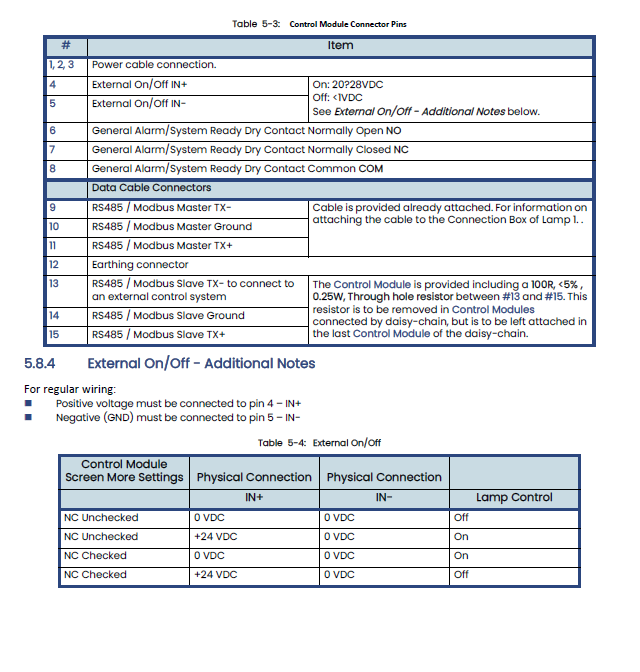 Table 5-3: Control Module Connector Pins
# Item
1, 2, 3 Power cable connection.
4 External On/Off IN+ On: 20?28VDC
Off: <1VDC
5 External On/Off IN-
See External On/Off - Additional Notes below.
6 General Alarm/System Ready Dry Contact Normally Open NO
7 General Alarm/System Ready Dry Contact Normally Closed NC
8 General Alarm/System Ready Dry Contact Common COM
Data Cable Connectors
9 RS485 / Modbus Master TX- Cable is provided already attached. For information on
attaching the cable to the Connection Box of Lamp 1. .
10 RS485 / Modbus Master Ground
11 RS485 / Modbus Master TX+
12 Earthing connector
13 RS485 / Modbus Slave TX- to connect to
an external control system
The Control Module is provided including a 100R, <5% ,
0.25W, Through hole resistor between #13 and #15. This
resistor is to be removed in Control Modules
connected by daisy-chain, but is to be left attached in
the last Control Module of the daisy-chain.
14 RS485 / Modbus Slave Ground
15 RS485 / Modbus Slave TX+
5.8.4 External On/Off - Additional Notes
For regular wiring:
■ Positive voltage must be connected to pin 4 – IN+
■ Negative (GND) must be connected to pin 5 – IN-
Table 5-4: External On/Off
Control Module
Screen More Settings Physical Connection Physical Connection
IN+ IN- Lamp Control
NC Unchecked 0 VDC 0 VDC Off
NC Unchecked +24 VDC 0 VDC On
NC Checked 0 VDC 0 VDC On
NC Checked +24 VDC 0 VDC Off